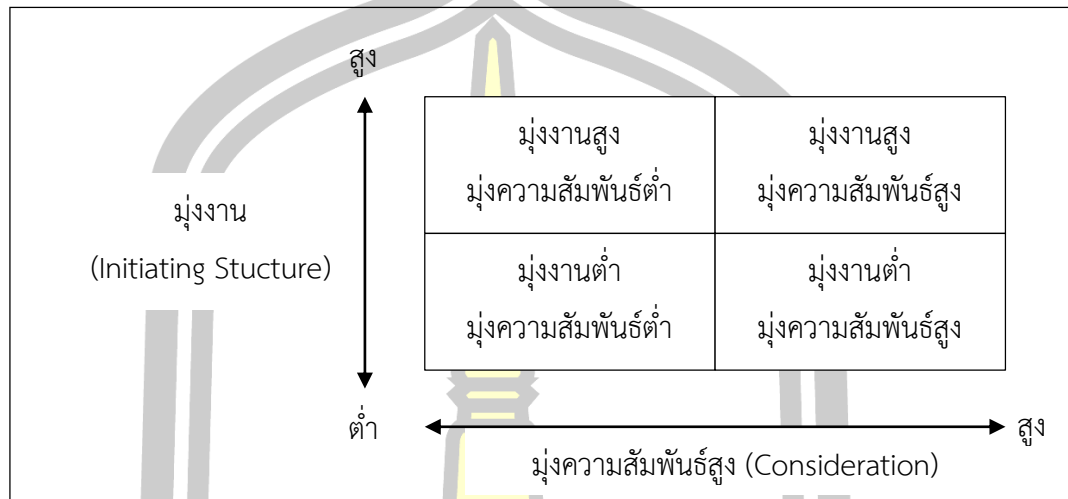 สูง
มุ่งงานสูง
มุ่งความสัมพันธ์ต่ำ
มุ่งงานสูง
มุ่งความสัมพันธ์สูง
มุ่งงาน
(Initiating Stucture)
มุ่งงานต่ำ
มุ่งความสัมพันธ์ต่ำ
มุ่งงานต่ำ
มุ่งความสัมพันธ์สูง
ต่ำ
สูง
มุ่งความสัมพันธ์สูง (Consideration)